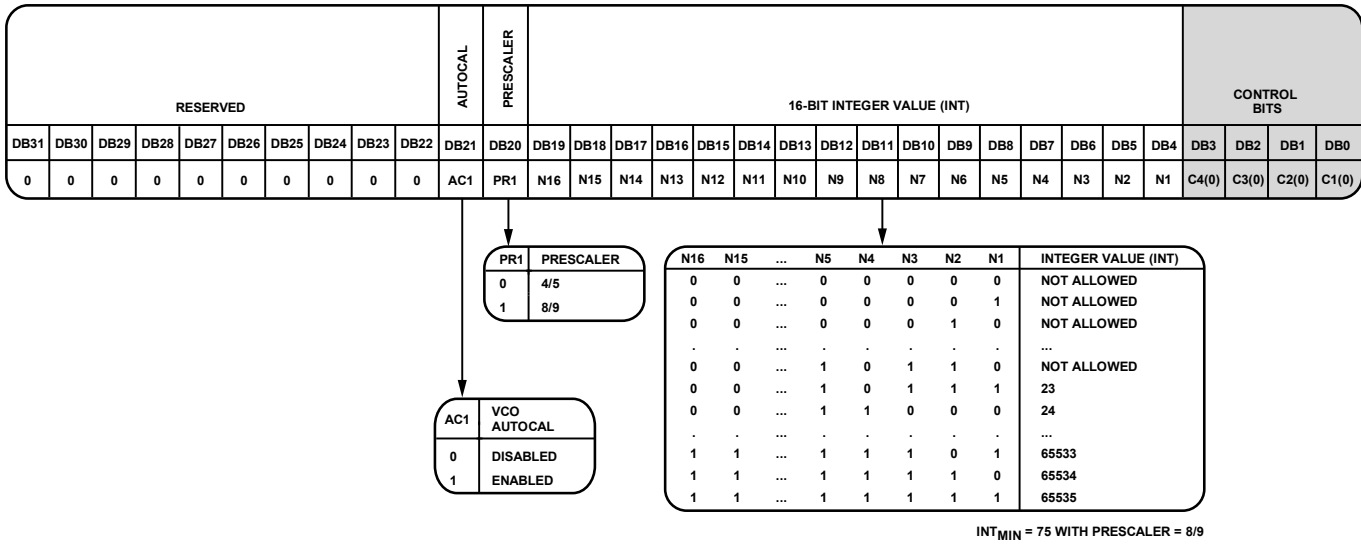 RESERVED
AUTOCAL
PRESCALER
16-BIT INTEGER VALUE (INT)
CONTROL
BITS
DB31 DB30 DB29 DB28 DB27 DB26 DB25 DB24 DB23 DB22 DB21 DB20 DB19 DB18 DB17 DB16 DB15 DB14 DB13 DB12 DB11 DB10 DB9 DB8 DB7 DB6 DB5 DB4 DB3 DB2 DB1 DB0
0 0 0 0 0 0 0 0 0 0 AC1 PR1 N16 N15 N14 N13 N12 N11 N10 N9 N8 N7 N6 N5 N4 N3 N2 N1 C4(0) C3(0) C2(0) C1(0)
PR1 PRESCALER
0 4/5
1 8/9
AC1 VCO
AUTOCAL
0 DISABLED
1 ENABLED
N16 N15 ... N5 N4 N3 N2 N1 INTEGER VALUE (INT)
0 0 ... 0 0 0 0 0 NOT ALLOWED
0 0 ... 0 0 0 0 1 NOT ALLOWED
0 0 ... 0 0 0 1 0 NOT ALLOWED
. . ... . . . . . ...
0 0 ... 1 0 1 1 0 NOT ALLOWED
0 0 ... 1 0 1 1 1 23
0 0 ... 1 1 0 0 0 24
. . ... . . . . . ...
1 1 ... 1 1 1 0 1 65533
1 1 ... 1 1 1 1 0 65534
1 1 ... 1 1 1 1 1 65535
INTMIN = 75 WITH PRESCALER = 8/9